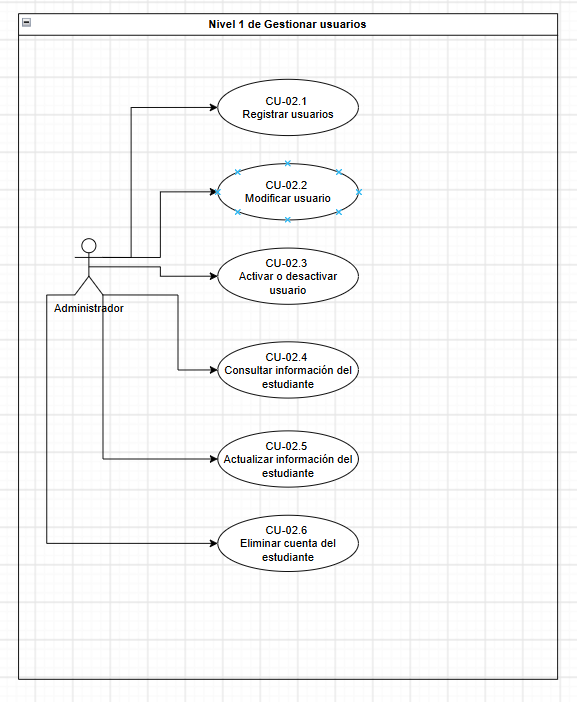 Nivel 1 de Gestionar usuarios
CU-02.1
Registrar usuarios
CU-02.2
Modificar usuario
CU-02.3
Activar o desactivar
usuario
Administrador
CU-02.4
Consultar información del
estudiante
CU-02.5
Actualizar información del
estudiante
CU-02.6
Eliminar cuenta del
estudiante